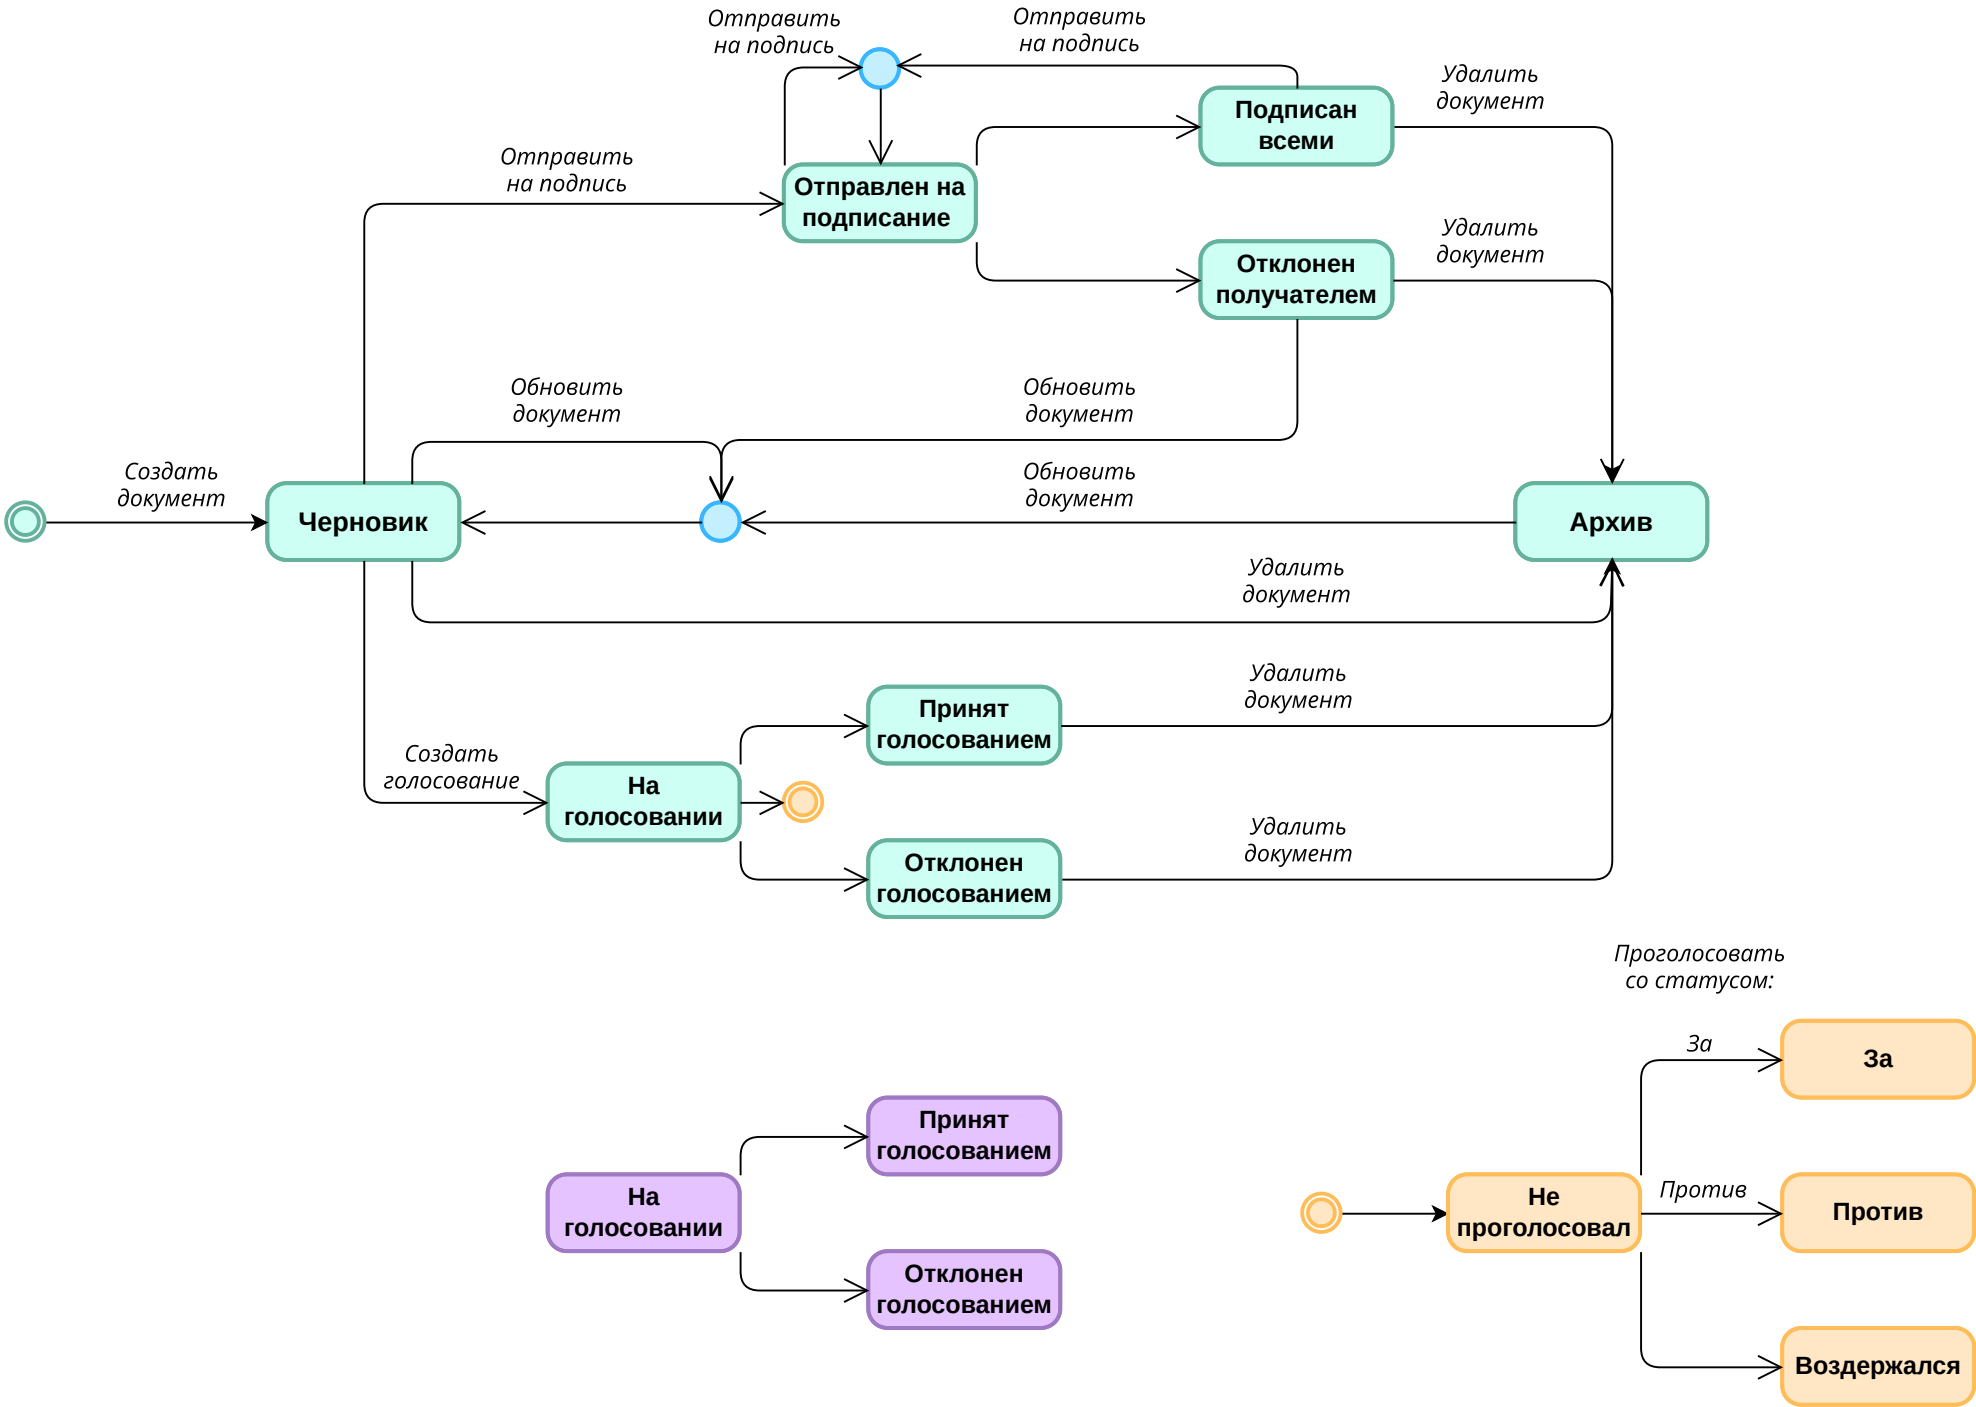 Отправить
на подпись
Отправить
на подпись
Удалить
документ
Подписан
всеми
Отправить
на подпись
Отправлен на
подписание
Удалить
документ
Отклонен
получателем
Обновить
документ
Обновить
документ
Создать
документ
Обновить
документ
Черновик
Архив
Удалить
документ
Удалить
документ
Принят
голосованием
Создать
голосование
На
голосовании
Удалить
документ
Отклонен
голосованием
Проголосовать
со статусом:
За
За
Принят
голосованием
На
голосовании
Не
проголосовал
Против
Против
Отклонен
голосованием
Воздержался